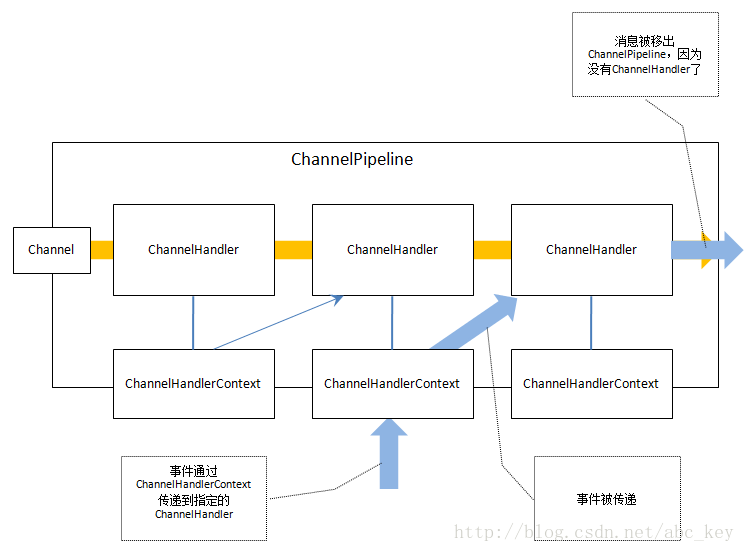 消息被移出
ChannelPipeline，因为
没有ChannelHandler了
ChannelPipeline
Channel
ChannelHandler
ChannelHandler
ChannelHandler
ChannelHandlerContext
ChannelHandlerContext
ChannelHandlerContext
事件通过
ChannelHandlerContext
传递到指定的
ChannelHandler
事件被传递
http://blog.csdn.net/abc_key